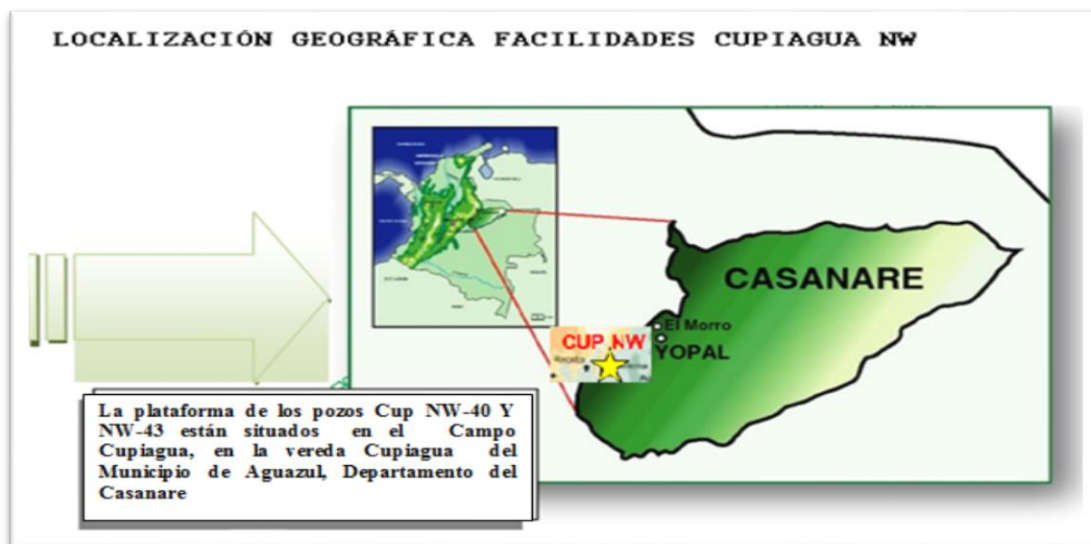 LOCALIZACIÓN GEOGRÁFICA FACILIDADES CUPIAGUA NW
CASANARE
El Morro
CUP NW
YOPAL
La plataforma de los pozos Cup NW-40 Y
NW-43 están situados en el Campo
Cupiagua, en la vereda Cupiagua del
Municipio de Aguazul, Departamento del
Casanare